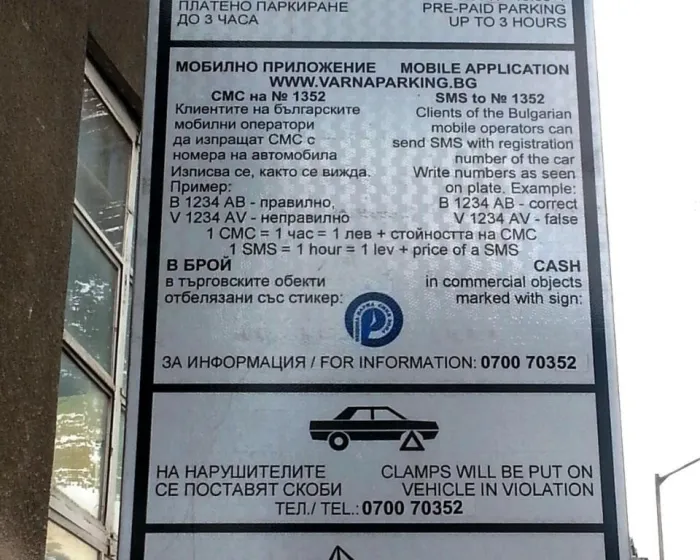 ПЛАТЕНО ПАРКИРАНЕ PRE-PAID PARKING
ДО 3 ЧАСА UP TO 3 HOURS
МОБИЛНО ПРИЛОЖЕНИЕ MOBILE APPLICATION
WWW.VARNAPARKING.BG
СМС на № 1352 SMS to № 1352
Клиентите на българските Clients of the Bulgarian
мобилни оператори mobile operators can
да изпращат СМС с send SMS with registration
номера на автомобила number of the car
Изписва се, както се вижда. Write numbers as seen
Пример: on plate. Example:
В 1234 АВ - правилно, B 1234 AB - correct
V 1234 AV - неправилно V 1234 AV - false
1 СМС = 1 час = 1 лев + стойността на СМС
1 SMS = 1 hour = 1 lev + price of a SMS
В БРОЙ CASH
в търговските обекти in commercial objects
отбелязани със стикер: marked with sign:
ЗА ИНФОРМАЦИЯ / FOR INFORMATION: 0700 70352
НА НАРУШИТЕЛИТЕ CLAMPS WILL BE PUT ON
СЕ ПОСТАВЯТ СКОБИ VEHICLE IN VIOLATION
ТЕЛ./ TEL.: 0700 70352